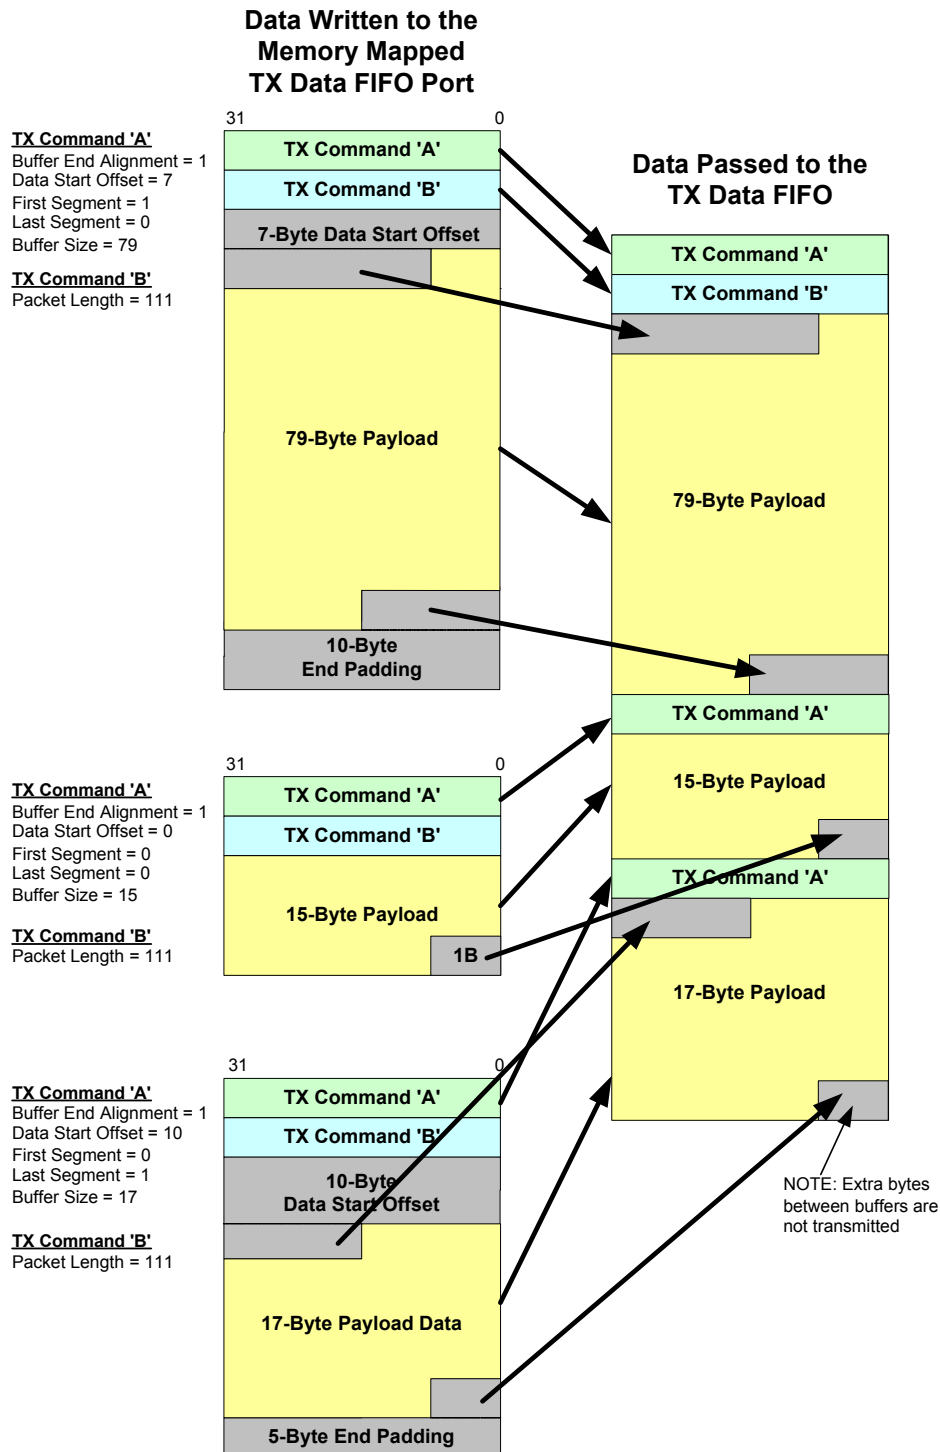 Data Written to the
Memory Mapped
TX Data FIFO Port
31 0
TX Command 'A'
Buffer End Alignment = 1
Data Start Offset = 7
First Segment = 1
Last Segment = 0
Buffer Size = 79
TX Command 'B'
Packet Length = 111
TX Command 'A'
TX Command 'B'
7-Byte Data Start Offset
79-Byte Payload
10-Byte
End Padding
Data Passed to the
TX Data FIFO
TX Command 'A'
TX Command 'B'
79-Byte Payload
TX Command 'A'
15-Byte Payload
TX Command 'A'
17-Byte Payload
NOTE: Extra bytes
between buffers are
not transmitted
31 0
TX Command 'A'
Buffer End Alignment = 1
Data Start Offset = 0
First Segment = 0
Last Segment = 0
Buffer Size = 15
TX Command 'B'
Packet Length = 111
TX Command 'A'
TX Command 'B'
15-Byte Payload
1B
31 0
TX Command 'A'
Buffer End Alignment = 1
Data Start Offset = 10
First Segment = 0
Last Segment = 1
Buffer Size = 17
TX Command 'B'
Packet Length = 111
TX Command 'A'
TX Command 'B'
10-Byte
Data Start Offset
17-Byte Payload Data
5-Byte End Padding